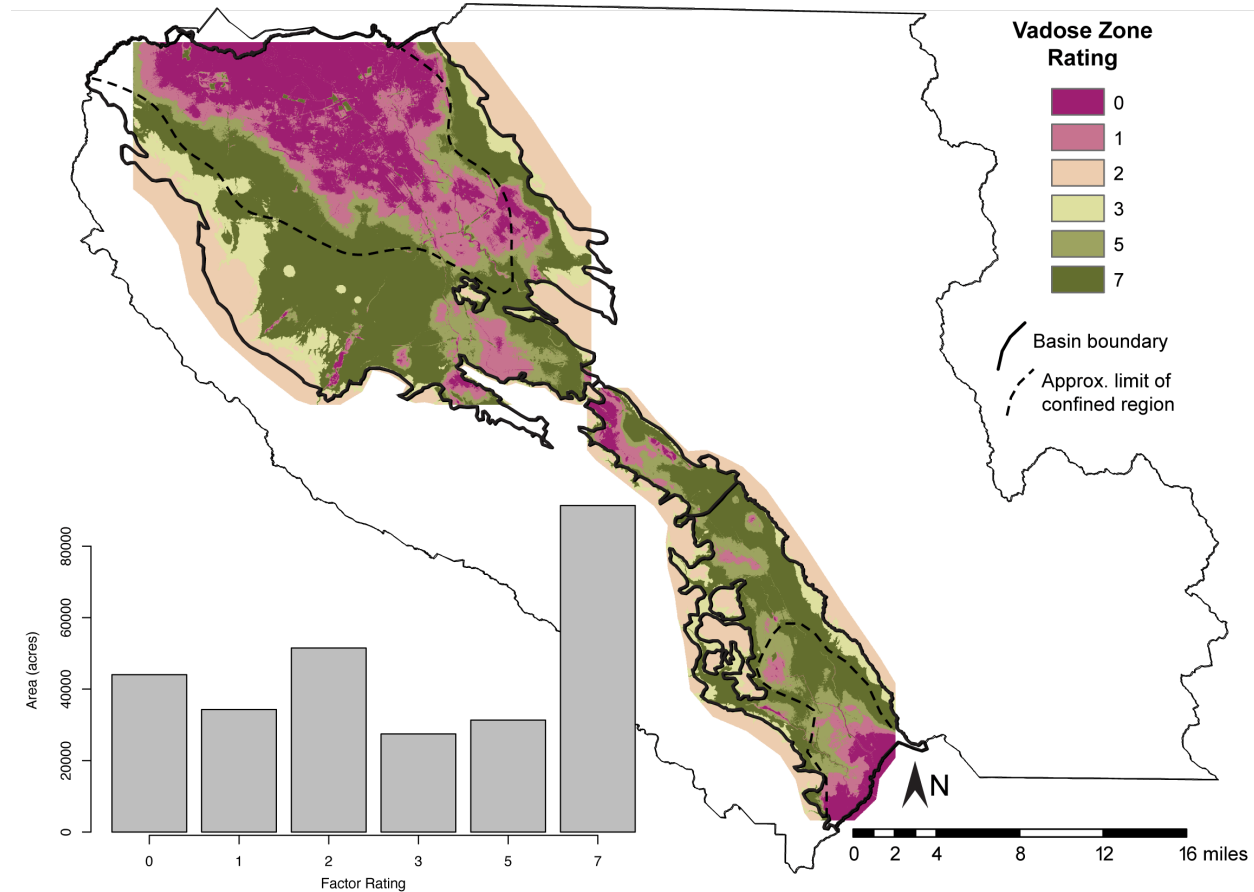 Vadose Zone
Rating
0
1
2
3
5
7
Basin boundary
Approx. limit of
confined region
N
0 2 4 8 12 16 miles
80000
60000
40000
20000
0
Area (acres)
0 1 2 3 5 7
Factor Rating